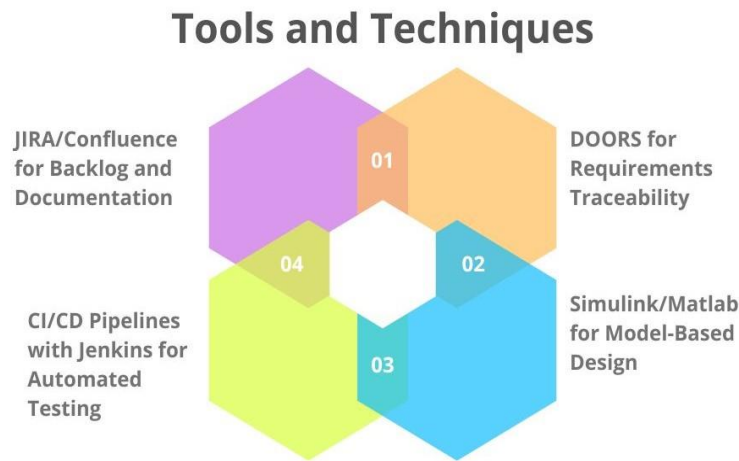 Tools and Techniques
JIRA/Confluence
for Backlog and
Documentation
01
DOORS for
Requirements
Traceability
04
02
CI/CD Pipelines
with Jenkins for
Automated
Testing
03
Simulink/Matlab
for Model-Based
Design